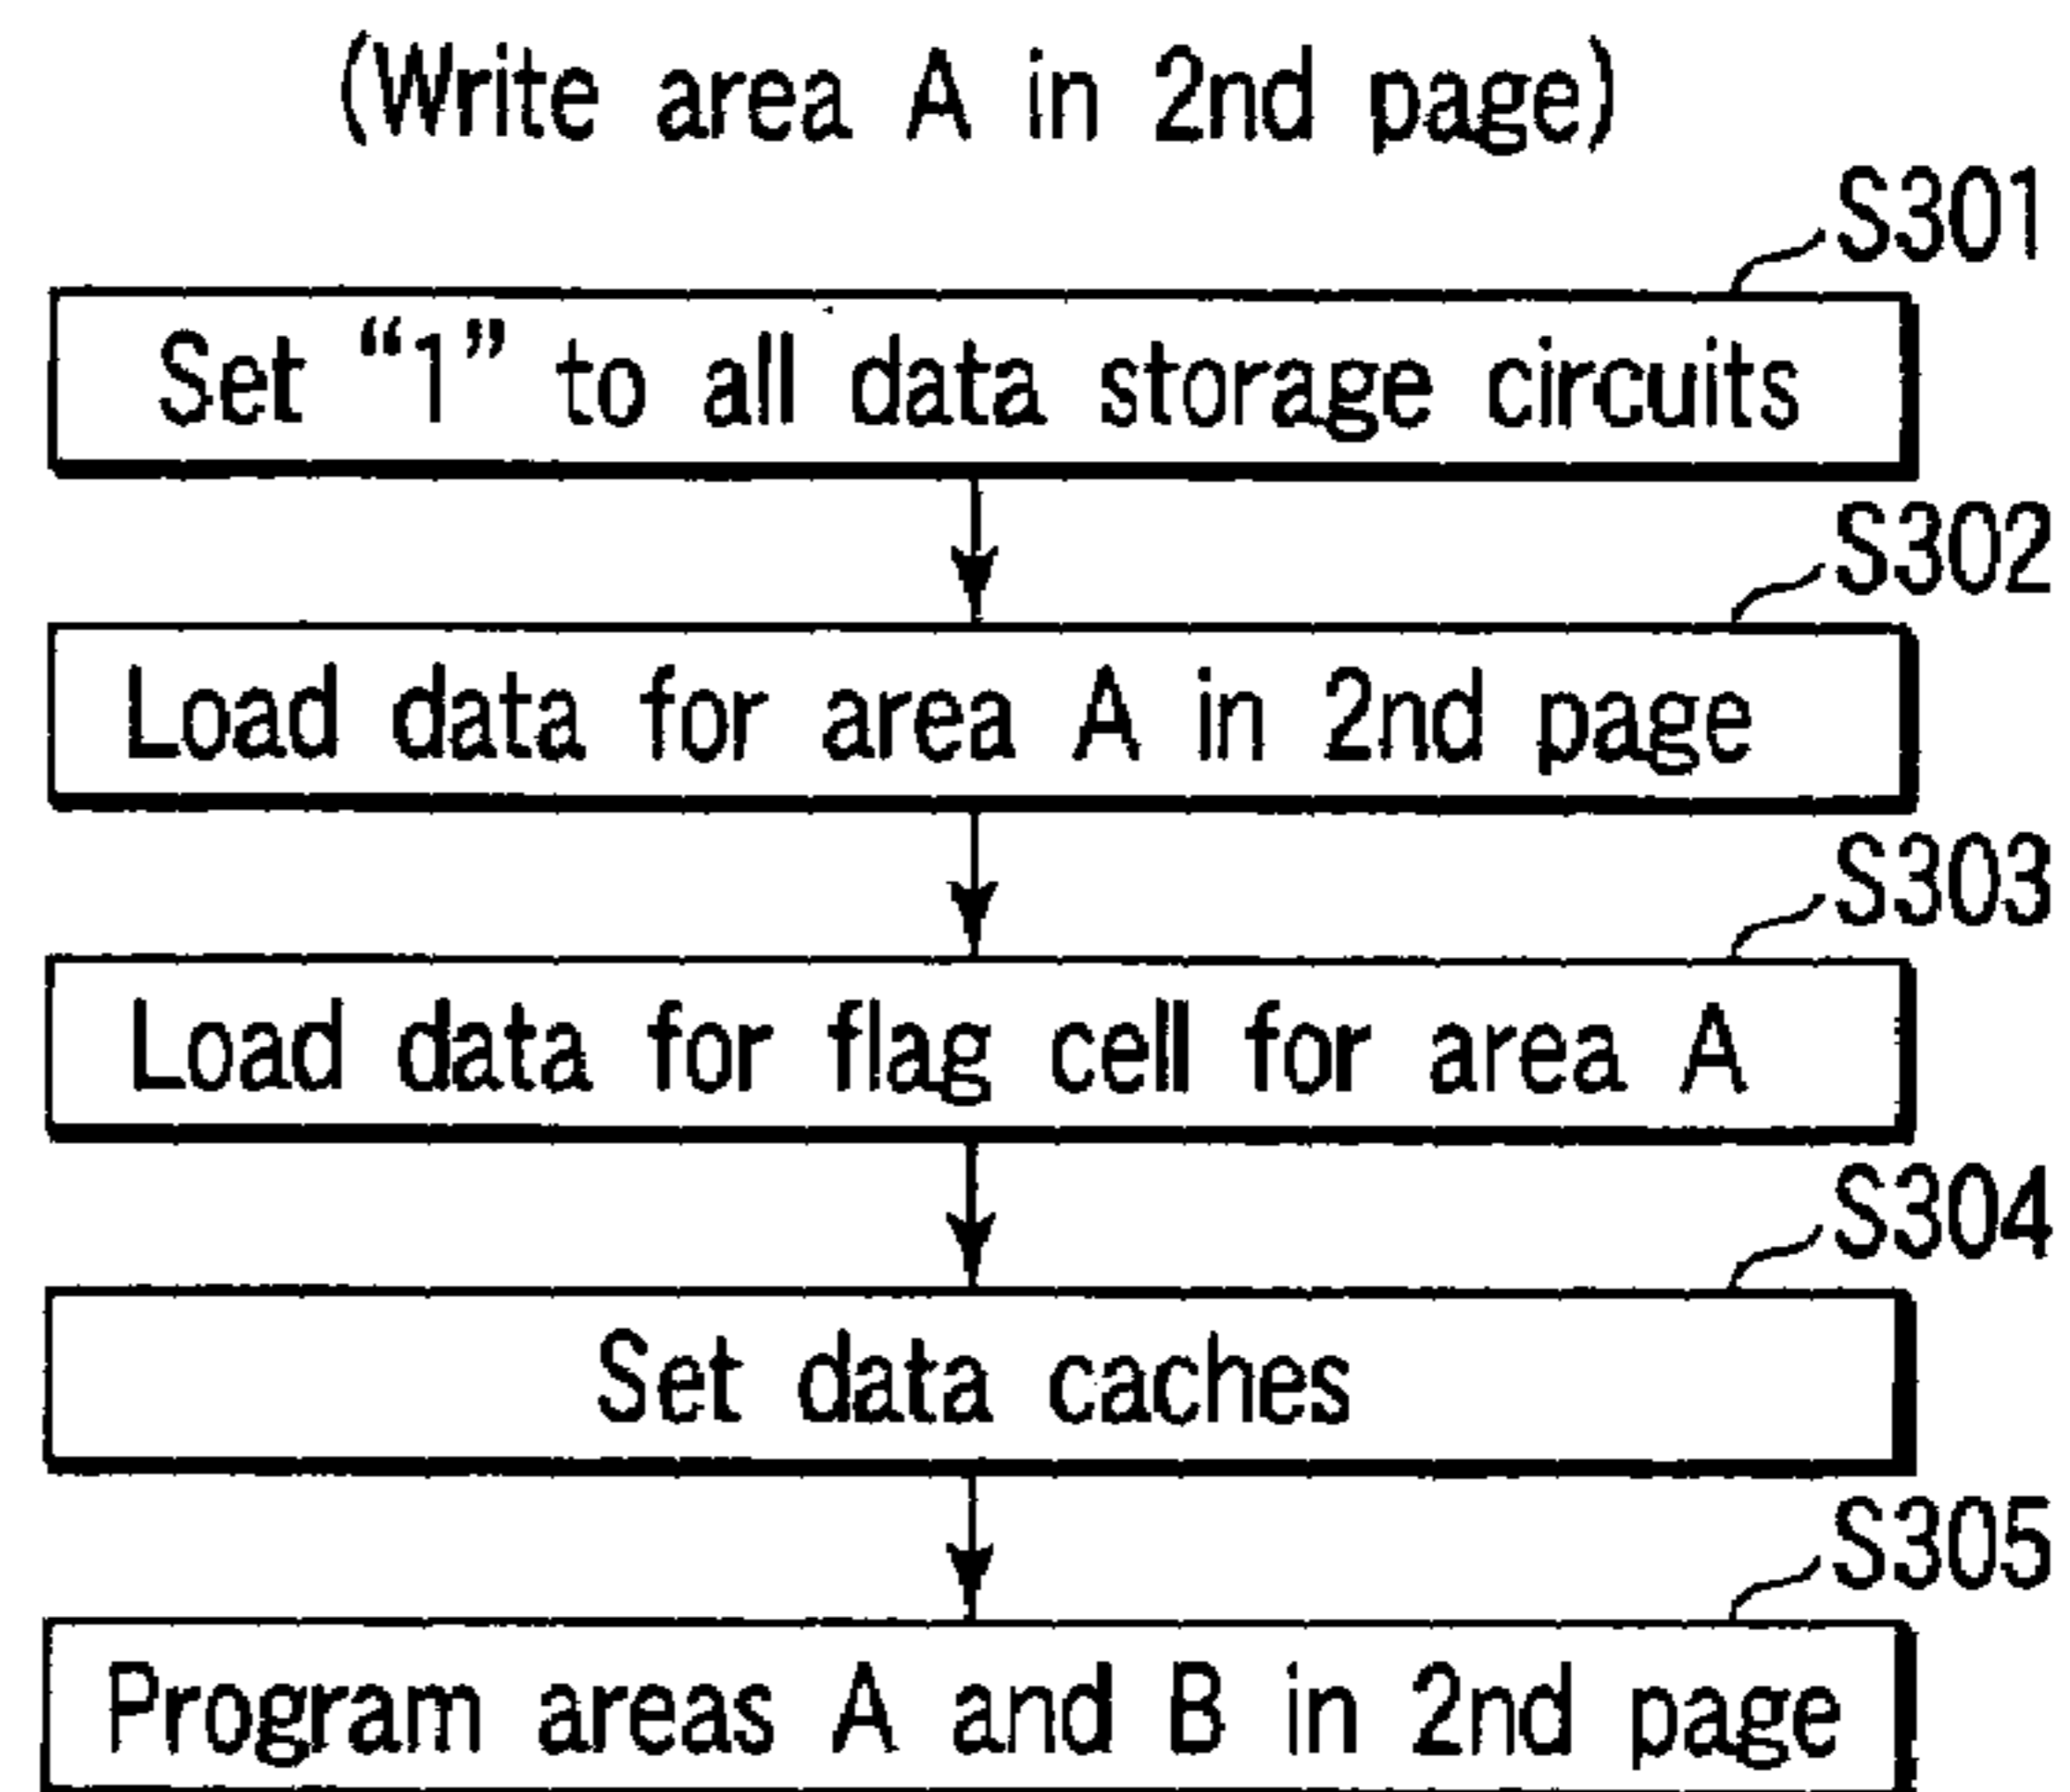 (Write area A in 2nd page)
S301
Set “1” to all data storage circuits
S302
Load data for area A in 2nd page
S303
Load data for flag cell for area A
S304
Set data caches
S305
Program areas A and B in 2nd page